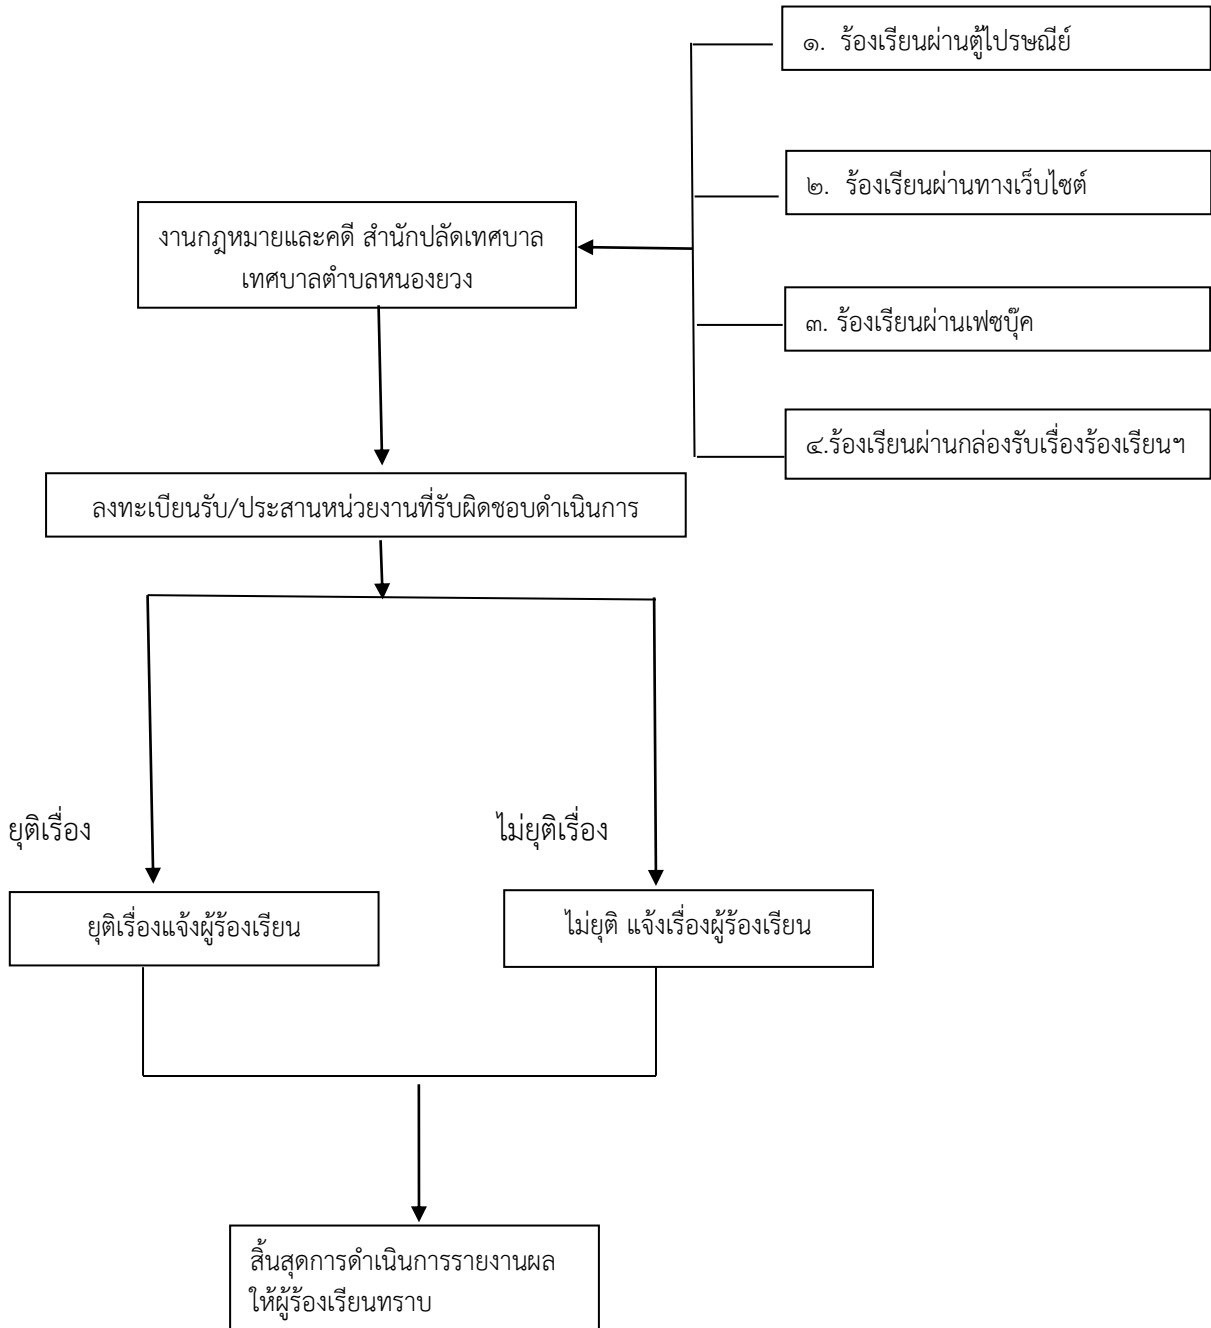 ๑. ร้องเรียนผ่านตู้ไปรษณีย์
๒. ร้องเรียนผ่านทางเว็บไซต์
งานกฎหมายและคดี สำนักปลัดเทศบาล
เทศบาลตำบลหนองยวง
๓. ร้องเรียนผ่านเฟซบุ๊ค
๔.ร้องเรียนผ่านกล่องรับเรื่องร้องเรียนฯ
ลงทะเบียนรับ/ประสานหน่วยงานที่รับผิดชอบดำเนินการ
ยุติเรื่อง
ไม่ยุติเรื่อง
ยุติเรื่องแจ้งผู้ร้องเรียน
ไม่ยุติ แจ้งเรื่องผู้ร้องเรียน
สิ้นสุดการดำเนินการรายงานผล
ให้ผู้ร้องเรียนทราบ